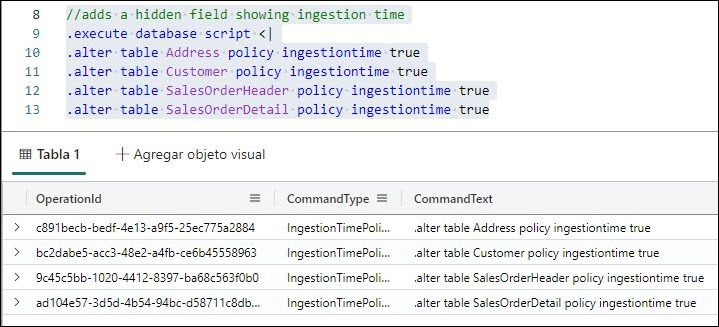 8 //adds a hidden field showing ingestion time
9 .execute database script <|
10 .alter table Address policy ingestiontime true
11 .alter table Customer policy ingestiontime true
12 .alter table SalesOrderHeader policy ingestiontime true
13 .alter table SalesOrderDetail policy ingestiontime true
Tabla 1 + Agregar objeto visual
OperationId CommandType CommandText
c891becb-bedf-4e13-a9f5-25ec775a2884 IngestionTimePoli... .alter table Address policy ingestiontime true
bc2dabe5-acc3-48e2-a4fb-ce6b45558963 IngestionTimePoli... .alter table Customer policy ingestiontime true
9c45c5bb-1020-4412-8397-ba68c563f0b0 IngestionTimePoli... .alter table SalesOrderHeader policy ingestiontime true
ad104e57-3d5d-4b54-94bc-d58711c8db... IngestionTimePoli... .alter table SalesOrderDetail policy ingestiontime true